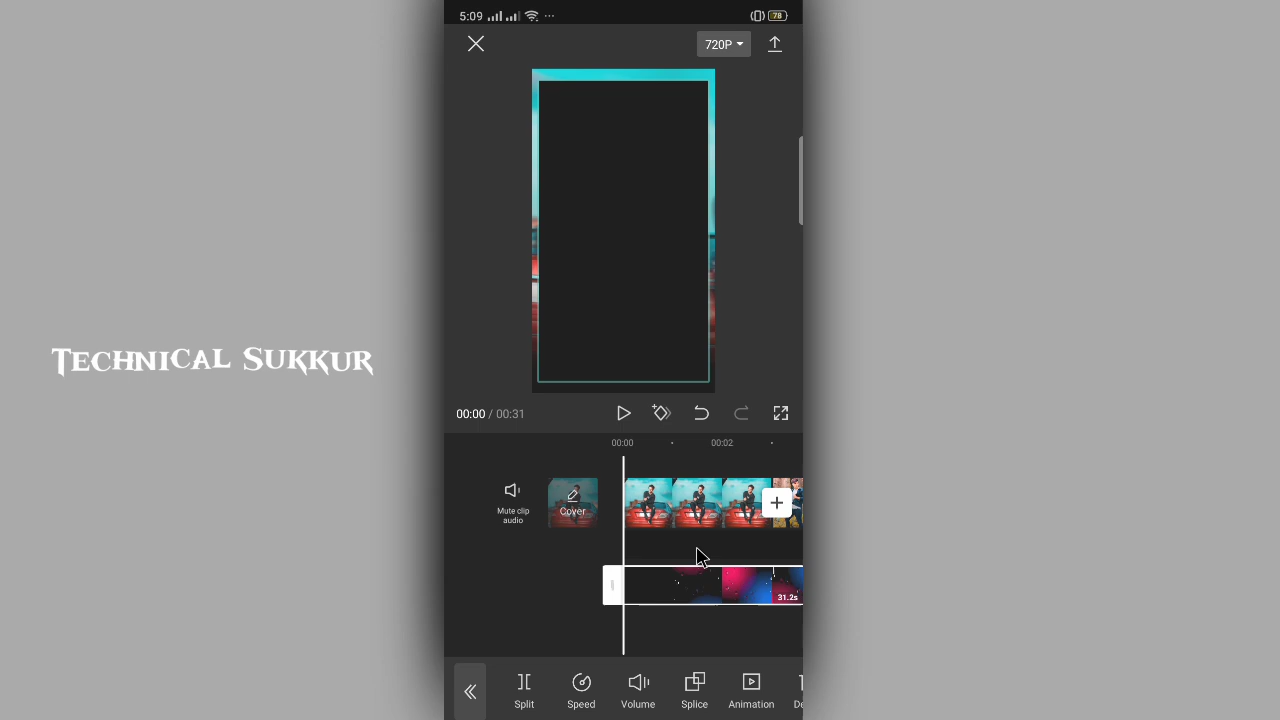 5:09
78
720P
00:00 / 00:31
00:00
00:02
Mute clip
audio
Cover
31.2s
Split
Speed
Volume
Splice
Animation
De
Technical Sukkur